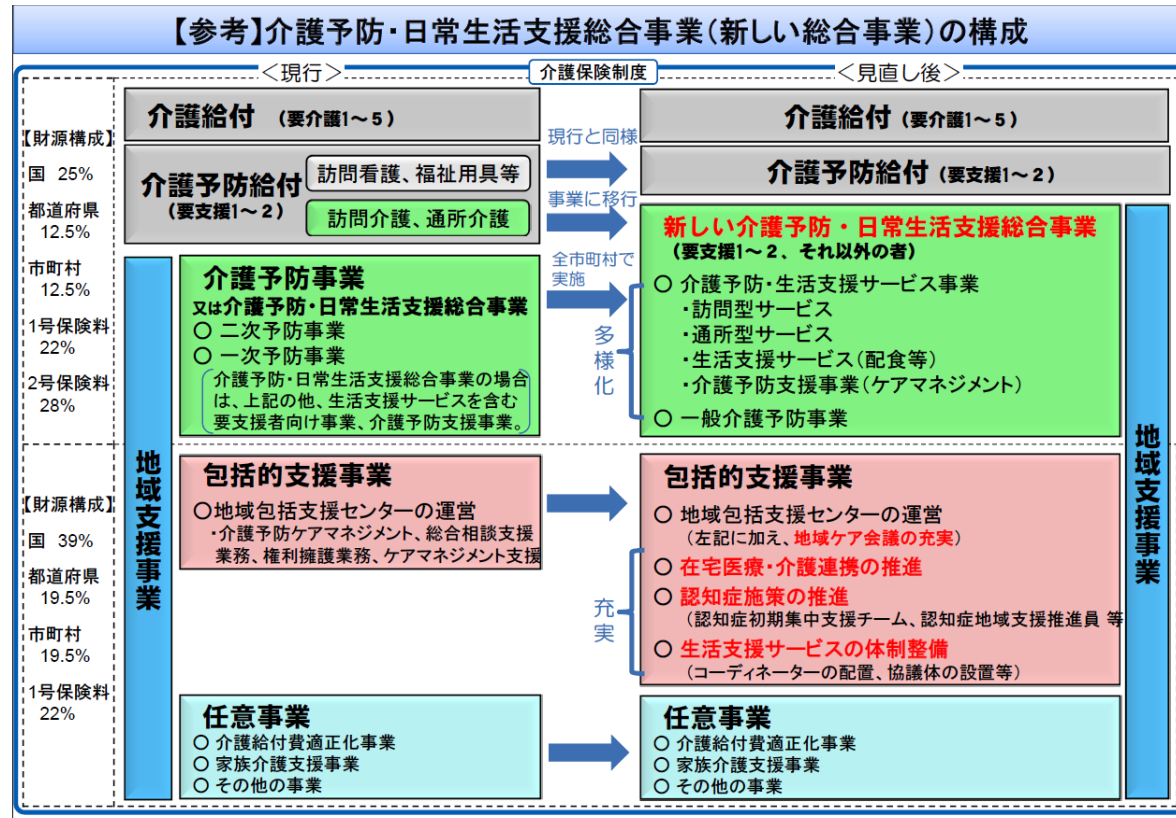 【参考】介護予防・日常生活支援総合事業(新しい総合事業)の構成
介護保険制度
<現行>
<見直し後>
【財源構成】
国 25%
都道府県
12.5%
市町村
12.5%
1号保険料
22%
2号保険料
28%
【財源構成】
国 39%
都道府県
19.5%
市町村
19.5%
1号保険料
22%
介護給付 (要介護1~5)
介護予防給付
(要支援1~2)
訪問看護、福祉用具等
訪問介護、通所介護
地域支援事業
介護予防事業
又は介護予防・日常生活支援総合事業
○ 二次予防事業
○ 一次予防事業
介護予防・日常生活支援総合事業の場合
は、上記の他、生活支援サービスを含む
要支援者向け事業、介護予防支援事業。
包括的支援事業
○地域包括支援センターの運営
・介護予防ケアマネジメント、総合相談支援
業務、権利擁護業務、ケアマネジメント支援
任意事業
○ 介護給付費適正化事業
○ 家族介護支援事業
○ その他の事業
現行と同様
事業に移行
全市町村で
実施
多様化
充実
介護給付 (要介護1~5)
介護予防給付 (要支援1~2)
新しい介護予防・日常生活支援総合事業
(要支援1~2、それ以外の者)
○ 介護予防・生活支援サービス事業
・訪問型サービス
・通所型サービス
・生活支援サービス(配食等)
・介護予防支援事業(ケアマネジメント)
○ 一般介護予防事業
包括的支援事業
○ 地域包括支援センターの運営
(左記に加え、地域ケア会議の充実)
○ 在宅医療・介護連携の推進
○ 認知症施策の推進
(認知症初期集中支援チーム、認知症地域支援推進員 等
○ 生活支援サービスの体制整備
(コーディネーターの配置、協議体の設置等)
任意事業
○ 介護給付費適正化事業
○ 家族介護支援事業
○ その他の事業
地域支援事業